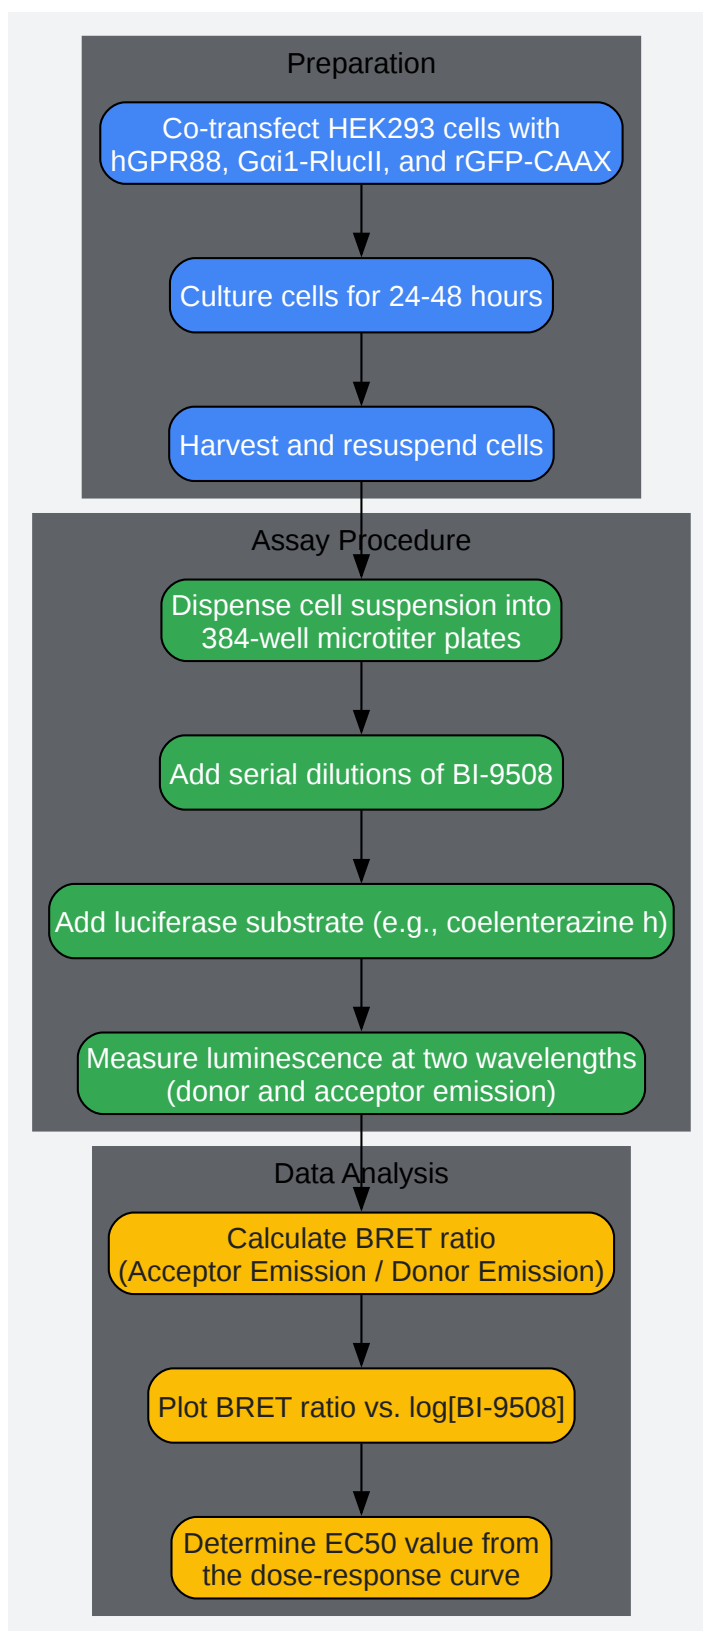 Preparation
Co-transfect HEK293 cells with
hGPR88, Gαi1-RlucII, and rGFP-CAAX
Culture cells for 24-48 hours
Harvest and resuspend cells
Assay Procedure
Dispense cell suspension into
384-well microtiter plates
Add serial dilutions of BI-9508
Add luciferase substrate (e.g., coelenterazine h)
Measure luminescence at two wavelengths
(donor and acceptor emission)
Data Analysis
Calculate BRET ratio
(Acceptor Emission / Donor Emission)
Plot BRET ratio vs. log[BI-9508]
Determine EC50 value from
the dose-response curve